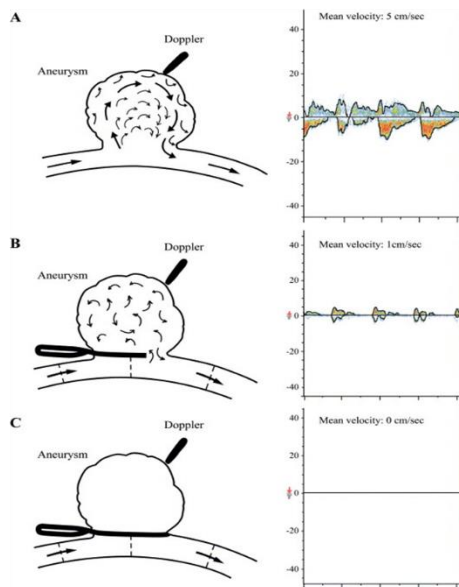 A
Doppler
Aneurysm
Mean velocity: 5 cm/sec
40
20
0
-20
-40
B
Doppler
Aneurysm
Mean velocity: 1cm/sec
40
20
0
-20
-40
C
Doppler
Aneurysm
Mean velocity: 0 cm/sec
40
20
0
-20
-40